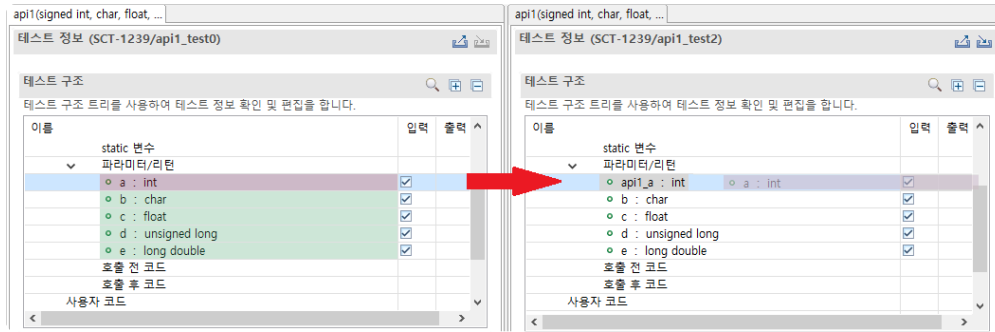 api1(signed int, char, float, ...
테스트 정보 (SCT-1239/api1_test0)
테스트 구조
테스트 구조 트리를 사용하여 테스트 정보 확인 및 편집을 합니다.
이름 입력 출력
static 변수
파라미터/리턴
a : int
b : char
c : float
d : unsigned long
e : long double
호출 전 코드
호출 후 코드
사용자 코드
api1(signed int, char, float, ...
테스트 정보 (SCT-1239/api1_test2)
테스트 구조
테스트 구조 트리를 사용하여 테스트 정보 확인 및 편집을 합니다.
이름 입력 출력
static 변수
파라미터/리턴
api1_a : int a : int
b : char
c : float
d : unsigned long
e : long double
호출 전 코드
호출 후 코드
사용자 코드